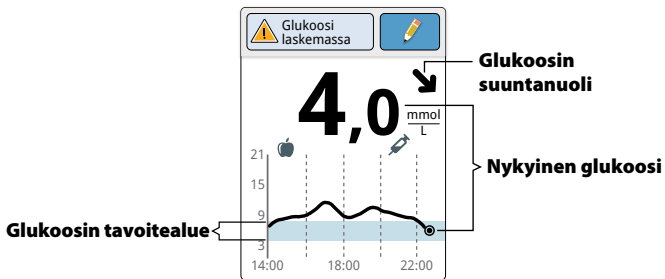 Glukoosi
laskemassa
Glukoosin
suuntanuoli
4,0
mmol
L
Nykyinen glukoosi
21
15
9
3
Glukoosin tavoitealue
14:00 18:00 22:00